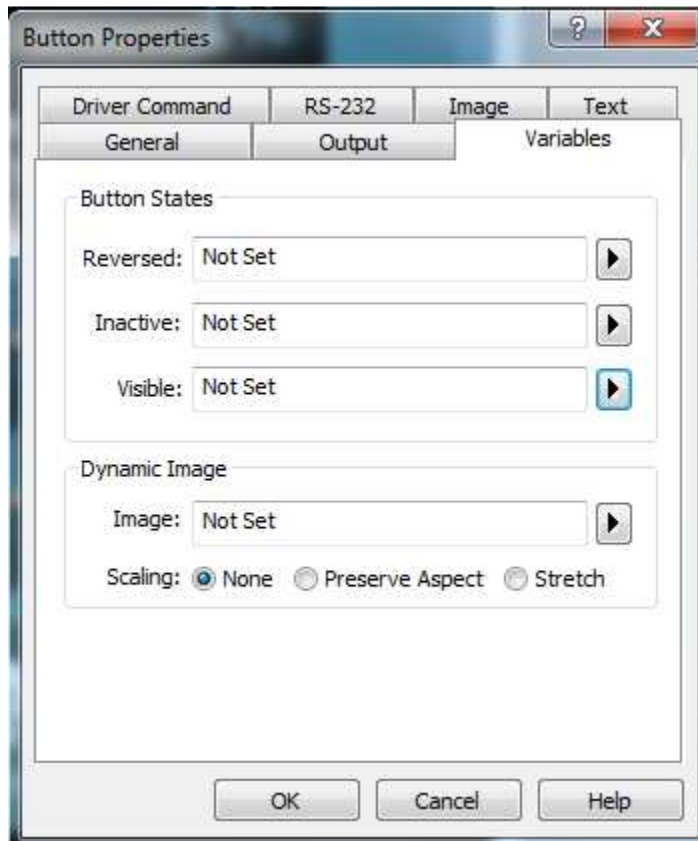 Button Properties
?
X
Driver Command RS-232 Image Text
General Output Variables
Button States
Reversed: Not Set
Inactive: Not Set
Visible: Not Set
Dynamic Image
Image: Not Set
Scaling: None Preserve Aspect Stretch
OK Cancel Help